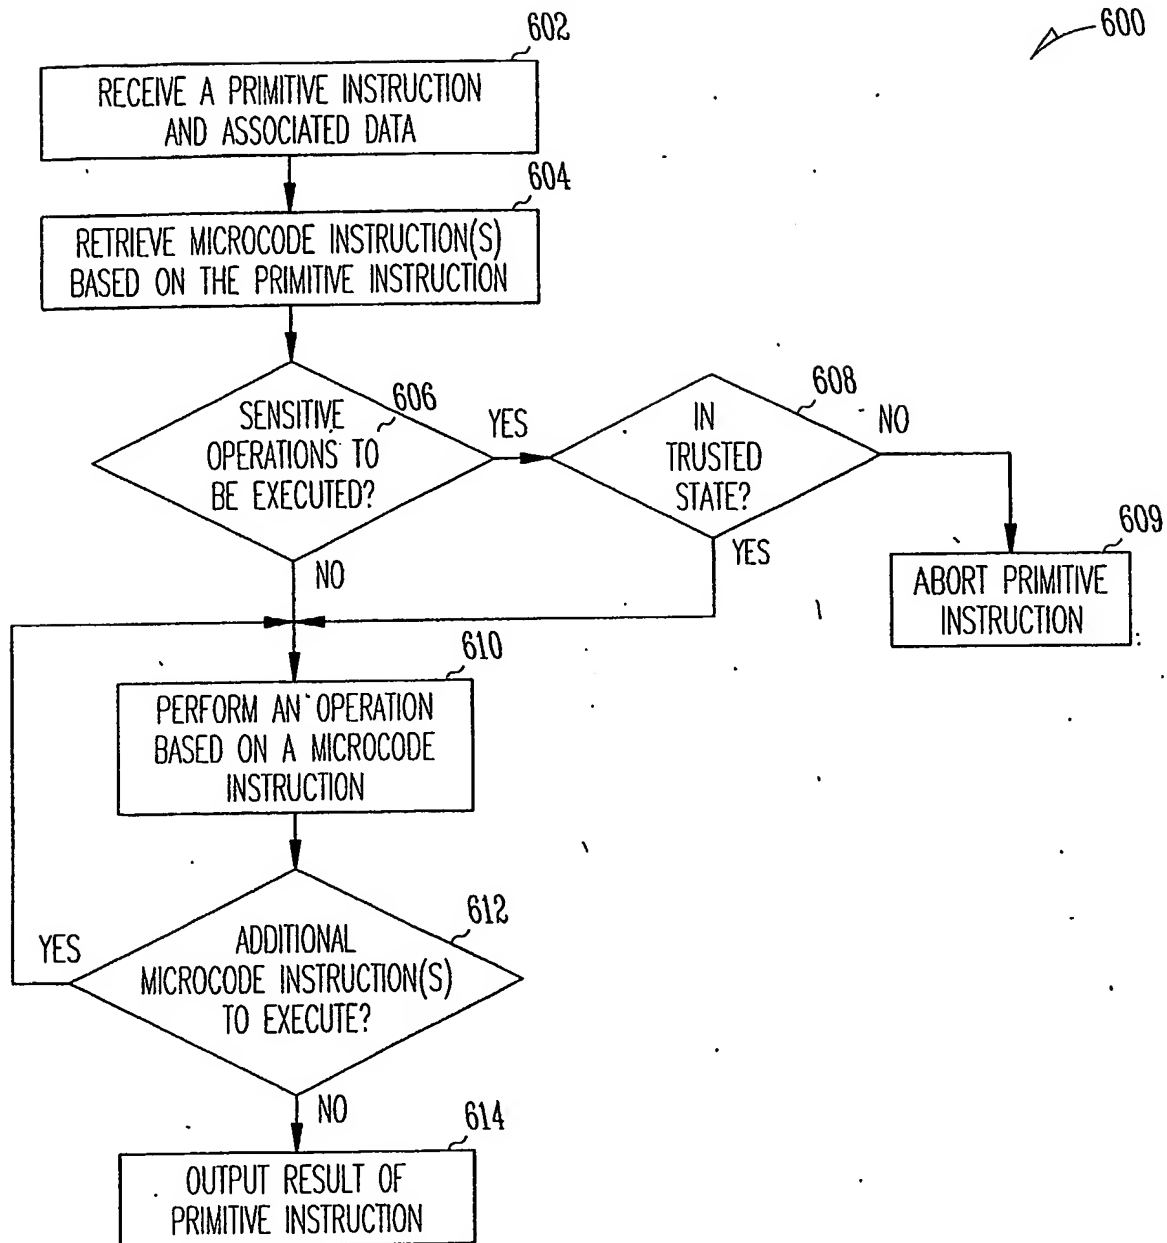 600
602
RECEIVE A PRIMITIVE INSTRUCTION
AND ASSOCIATED DATA
604
RETRIEVE MICROCODE INSTRUCTION(S)
BASED ON THE PRIMITIVE INSTRUCTION
606
SENSITIVE
OPERATIONS TO
BE EXECUTED?
YES
NO
608
IN
TRUSTED
STATE?
NO
YES
609
ABORT PRIMITIVE
INSTRUCTION
610
PERFORM AN OPERATION
BASED ON A MICROCODE
INSTRUCTION
612
ADDITIONAL
MICROCODE INSTRUCTION(S)
TO EXECUTE?
YES
NO
614
OUTPUT RESULT OF
PRIMITIVE INSTRUCTION